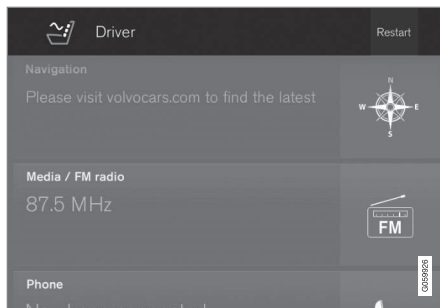 Driver
Restart
Navigation
Please visit volvocars.com to find the latest
N
W
E
S
Media / FM radio
87.5 MHz
FM
Phone
G059926